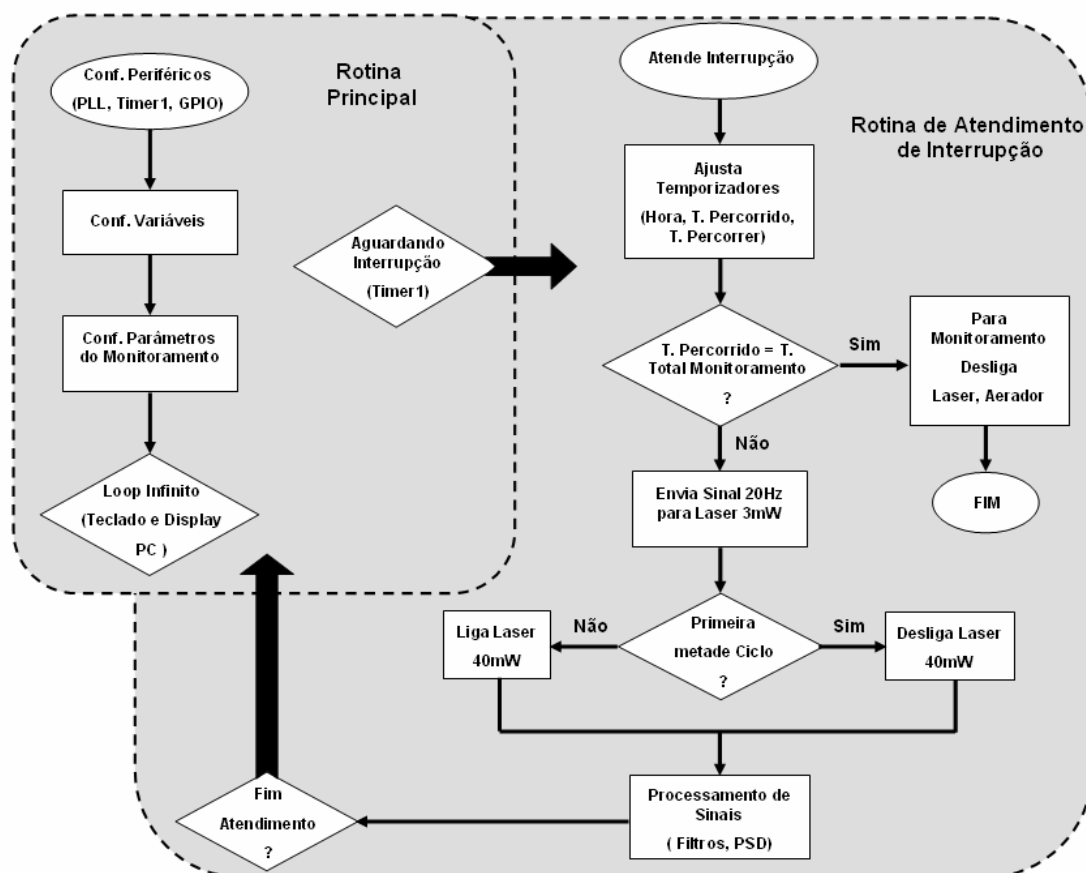 Conf. Periféricos
(PLL, Timer1, GPIO)
Rotina
Principal
Conf. Variáveis
Aguardando
Interrupção
(Timer1)
Conf. Parâmetros
do Monitoramento
Loop Infinito
(Teclado e Display
PC )
Atende Interrupção
Rotina de Atendimento
de Interrupção
Ajusta
Temporizadores
(Hora, T. Percorrido,
T. Percorrer)
T. Percorrido = T.
Total Monitoramento
?
Sim
Para
Monitoramento
Desliga
Laser, Aerador
FIM
Não
Envia Sinal 20Hz
para Laser 3mW
Primeira
metade Ciclo
?
Não
Liga Laser
40mW
Sim
Desliga Laser
40mW
Processamento de
Sinais
( Filtros, PSD)
Fim
Atendimento
?